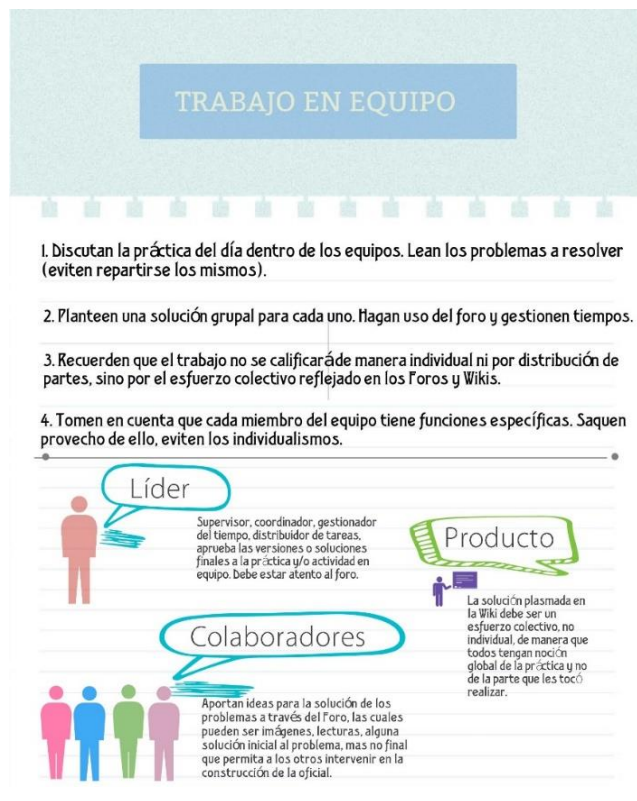 TRABAJO EN EQUIPO
1. Discutan la práctica del día dentro de los equipos. Lean los problemas a resolver
(eviten repartirse los mismos).
2. Planteen una solución grupal para cada uno. Hagan uso del foro y gestionen tiempos.
3. Recuerden que el trabajo no se calificará de manera individual ni por distribución de
partes, sino por el esfuerzo colectivo reflejado en los Foros y Wikis.
4. Tomen en cuenta que cada miembro del equipo tiene funciones específicas. Saquen
provecho de ello, eviten los individualismos.
Líder
Supervisor, coordinador, gestionador
del tiempo, distribuidor de tareas,
aprueba las versiones o soluciones
finales a la práctica y/o actividad en
equipo. Debe estar atento al foro.
Producto
La solución plasmada en
la Wiki debe ser un
esfuerzo colectivo, no
individual, de manera que
todos tengan noción
global de la práctica y no
de la parte que les tocó
realizar.
Colaboradores
Aportan ideas para la solución de los
problemas a través del Foro, las cuales
pueden ser imágenes, lecturas, alguna
solución inicial al problema, mas no final
que permita a los otros intervenir en la
construcción de la oficial.